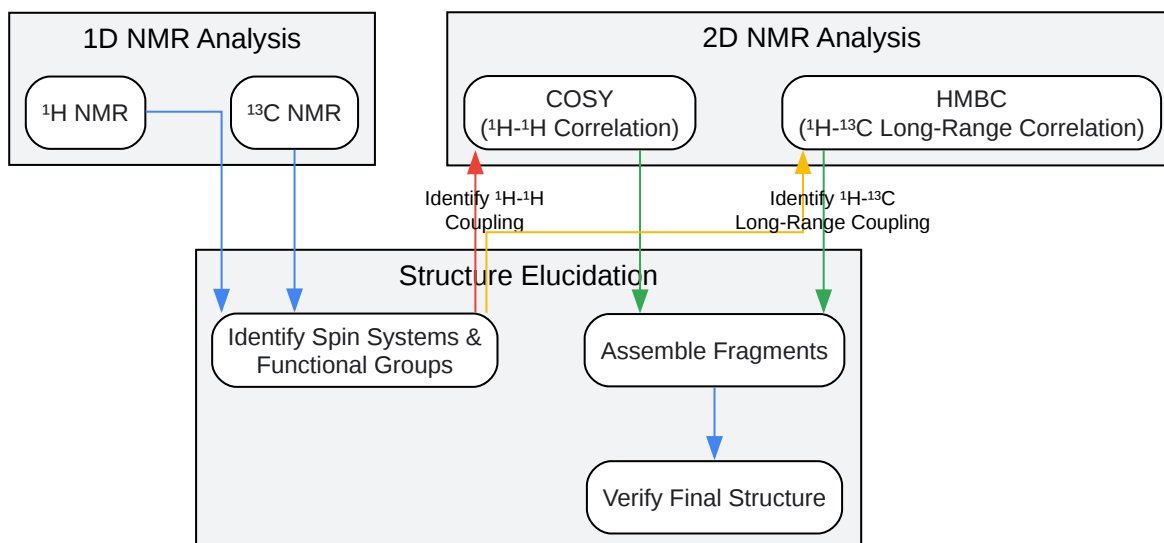 1D NMR Analysis
¹H NMR
¹³C NMR
2D NMR Analysis
COSY
(¹H-¹H Correlation)
HMBC
(¹H-¹³C Long-Range Correlation)
Identify ¹H-¹H
Coupling
Identify ¹H-¹³C
Long-Range Coupling
Structure Elucidation
Identify Spin Systems &
Functional Groups
Assemble Fragments
Verify Final Structure